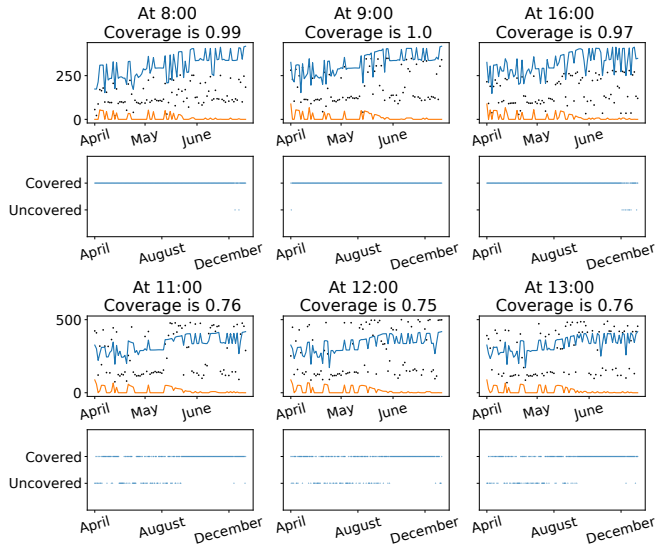 At 8:00
Coverage is 0.99
At 9:00
Coverage is 1.0
At 16:00
Coverage is 0.97
250
0
April
May
June
April
May
June
April
May
June
Covered
Uncovered
April
August
December
April
August
December
April
August
December
At 11:00
Coverage is 0.76
At 12:00
Coverage is 0.75
At 13:00
Coverage is 0.76
500
0
April
May
June
April
May
June
April
May
June
Covered
Uncovered
April
August
December
April
August
December
April
August
December